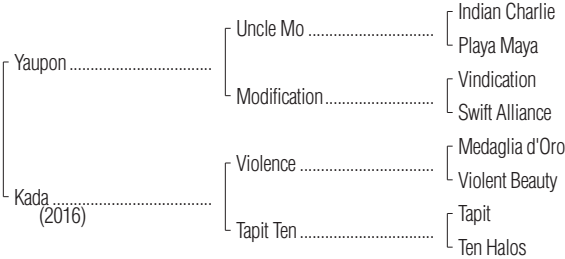 Indian Charlie
Uncle Mo
Playa Maya
Yaupon
Vindication
Modification
Swift Alliance
Medaglia d'Oro
Violence
Violent Beauty
Kada
(2016)
Tapit
Tapit Ten
Ten Halos